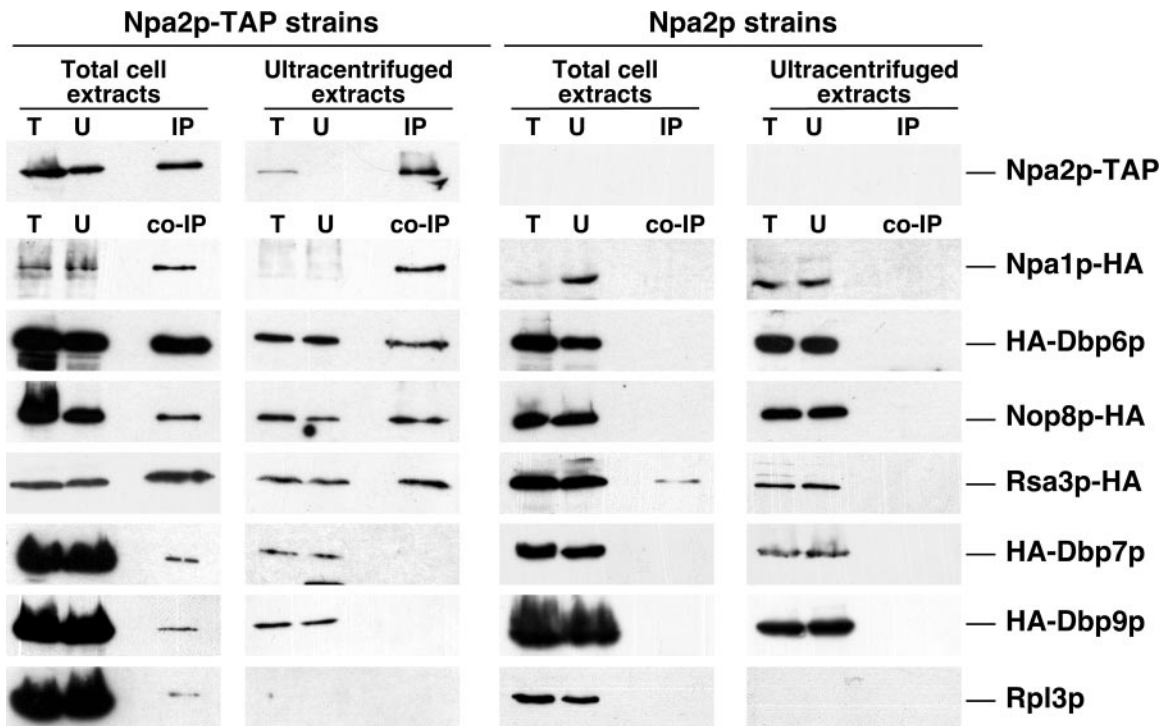 Npa2p-TAP strains Npa2p strains
Total cell extracts Ultracentrifuged extracts Total cell extracts Ultracentrifuged extracts
T U IP T U IP T U IP T U IP
Npa2p-TAP
T U co-IP T U co-IP T U co-IP T U co-IP
Npa1p-HA
HA-Dbp6p
Nop8p-HA
Rsa3p-HA
HA-Dbp7p
HA-Dbp9p
Rpl3p